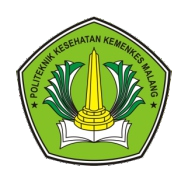 ★ POLITEKNIK KESEHATAN KEMENKES MALANG ★